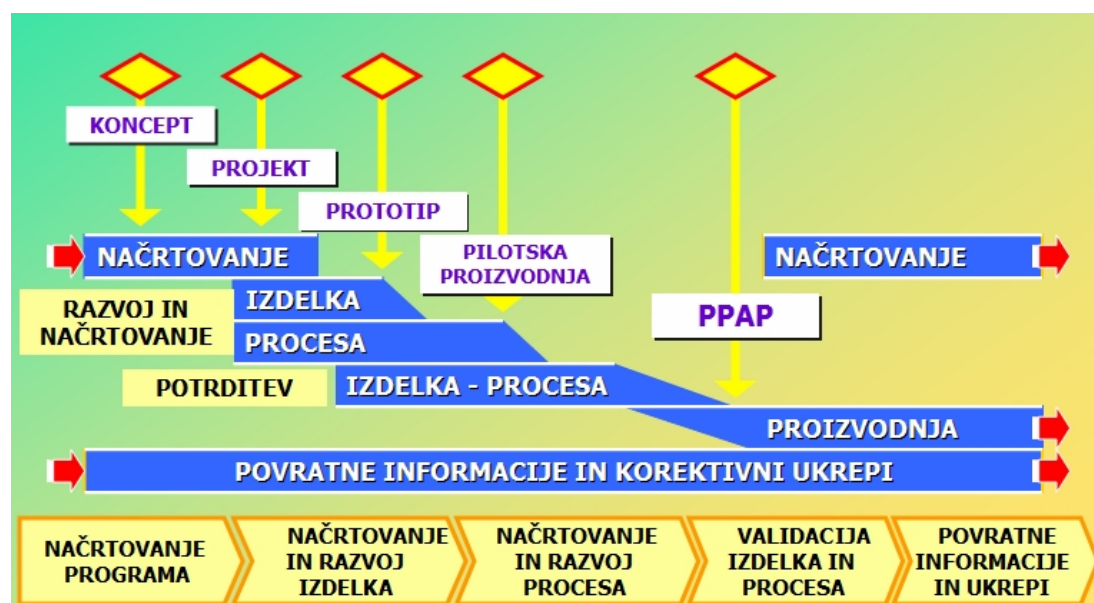 KONCEPT
PROJEKT
PROTOTIP
PILOTSKA
PROIZVODNJA
PPAP
NAČRTOVANJE
NAČRTOVANJE
RAZVOJ IN
NAČRTOVANJE
IZDELKA
PROCESA
POTRDITEV
IZDELKA - PROCESA
PROIZVODNJA
POVRATNE INFORMACIJE IN KOREKTIVNI UKREPI
NAČRTOVANJE
PROGRAMA
NAČRTOVANJE
IN RAZVOJ
IZDELKA
NAČRTOVANJE
IN RAZVOJ
PROCESA
VALIDACIJA
IZDELKA IN
PROCESA
POVRATNE
INFORMACIJE
IN UKREPI